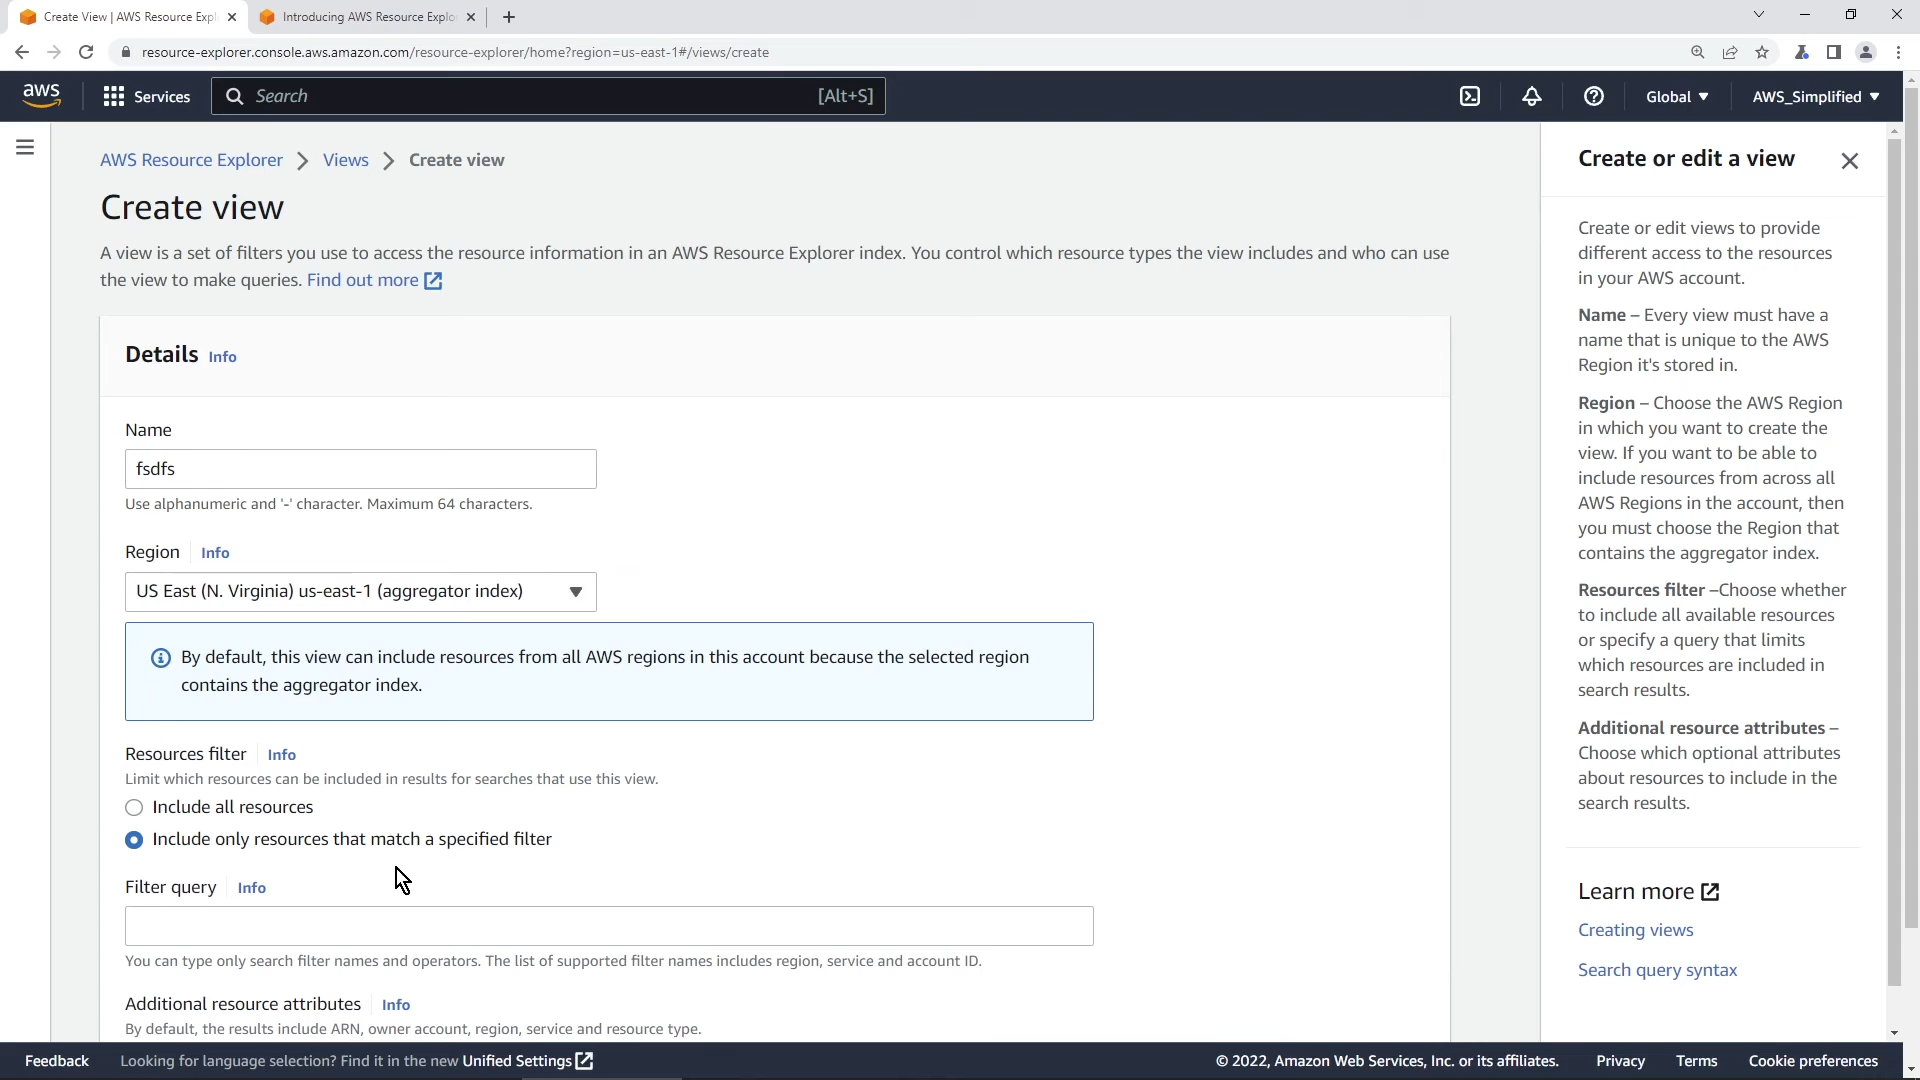 Create View | AWS Resource Expl
Introducing AWS Resource Explo
resource-explorer.console.aws.amazon.com/resource-explorer/home?region=us-east-1#/views/create
aws
Services
Search
[Alt+S]
Global
AWS_Simplified
AWS Resource Explorer
Views
Create view
Create view
A view is a set of filters you use to access the resource information in an AWS Resource Explorer index. You control which resource types the view includes and who can use
the view to make queries. Find out more
Details Info
Name
fsdfs
Use alphanumeric and '-' character. Maximum 64 characters.
Region Info
US East (N. Virginia) us-east-1 (aggregator index)
By default, this view can include resources from all AWS regions in this account because the selected region
contains the aggregator index.
Resources filter Info
Limit which resources can be included in results for searches that use this view.
Include all resources
Include only resources that match a specified filter
Filter query Info
You can type only search filter names and operators. The list of supported filter names includes region, service and account ID.
Additional resource attributes Info
By default, the results include ARN, owner account, region, service and resource type.
Create or edit a view
Create or edit views to provide
different access to the resources
in your AWS account.
Name – Every view must have a
name that is unique to the AWS
Region it's stored in.
Region – Choose the AWS Region
in which you want to create the
view. If you want to be able to
include resources from across all
AWS Regions in the account, then
you must choose the Region that
contains the aggregator index.
Resources filter –Choose whether
to include all available resources
or specify a query that limits
which resources are included in
search results.
Additional resource attributes –
Choose which optional attributes
about resources to include in the
search results.
Learn more
Creating views
Search query syntax
Feedback
Looking for language selection? Find it in the new Unified Settings
© 2022, Amazon Web Services, Inc. or its affiliates.
Privacy
Terms
Cookie preferences